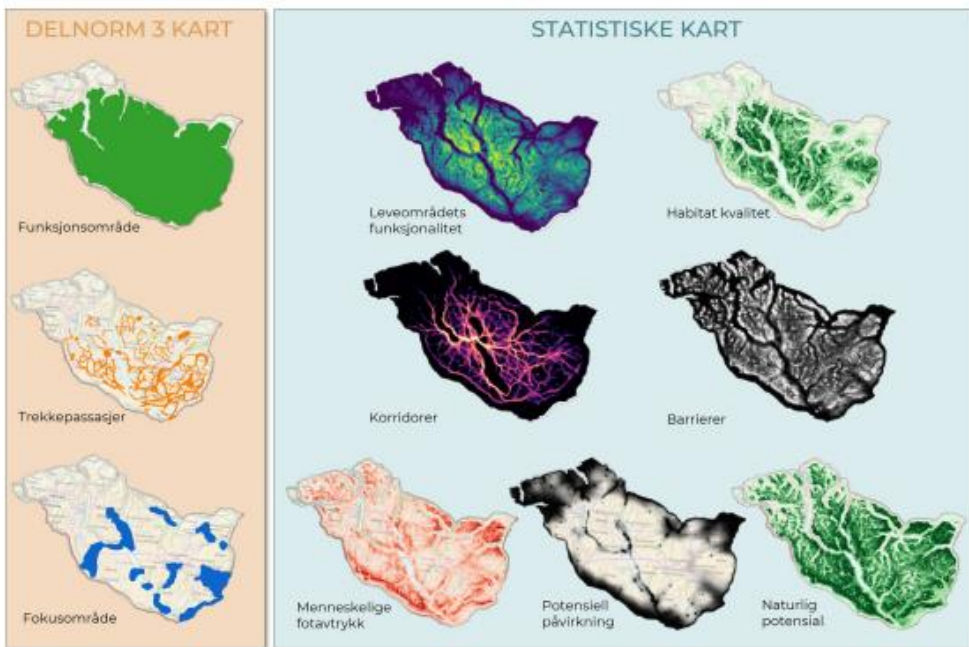 DELNORM 3 KART
Funksjonsområde
Trekkepassasjer
Fokusområde
STATISTISKE KART
Leveområdets
funksjonalitet
Habitat kvalitet
Korridorer
Barrierer
Menneskelige
fotavtrykk
Potensiell
påvirkning
Naturlig
potensial